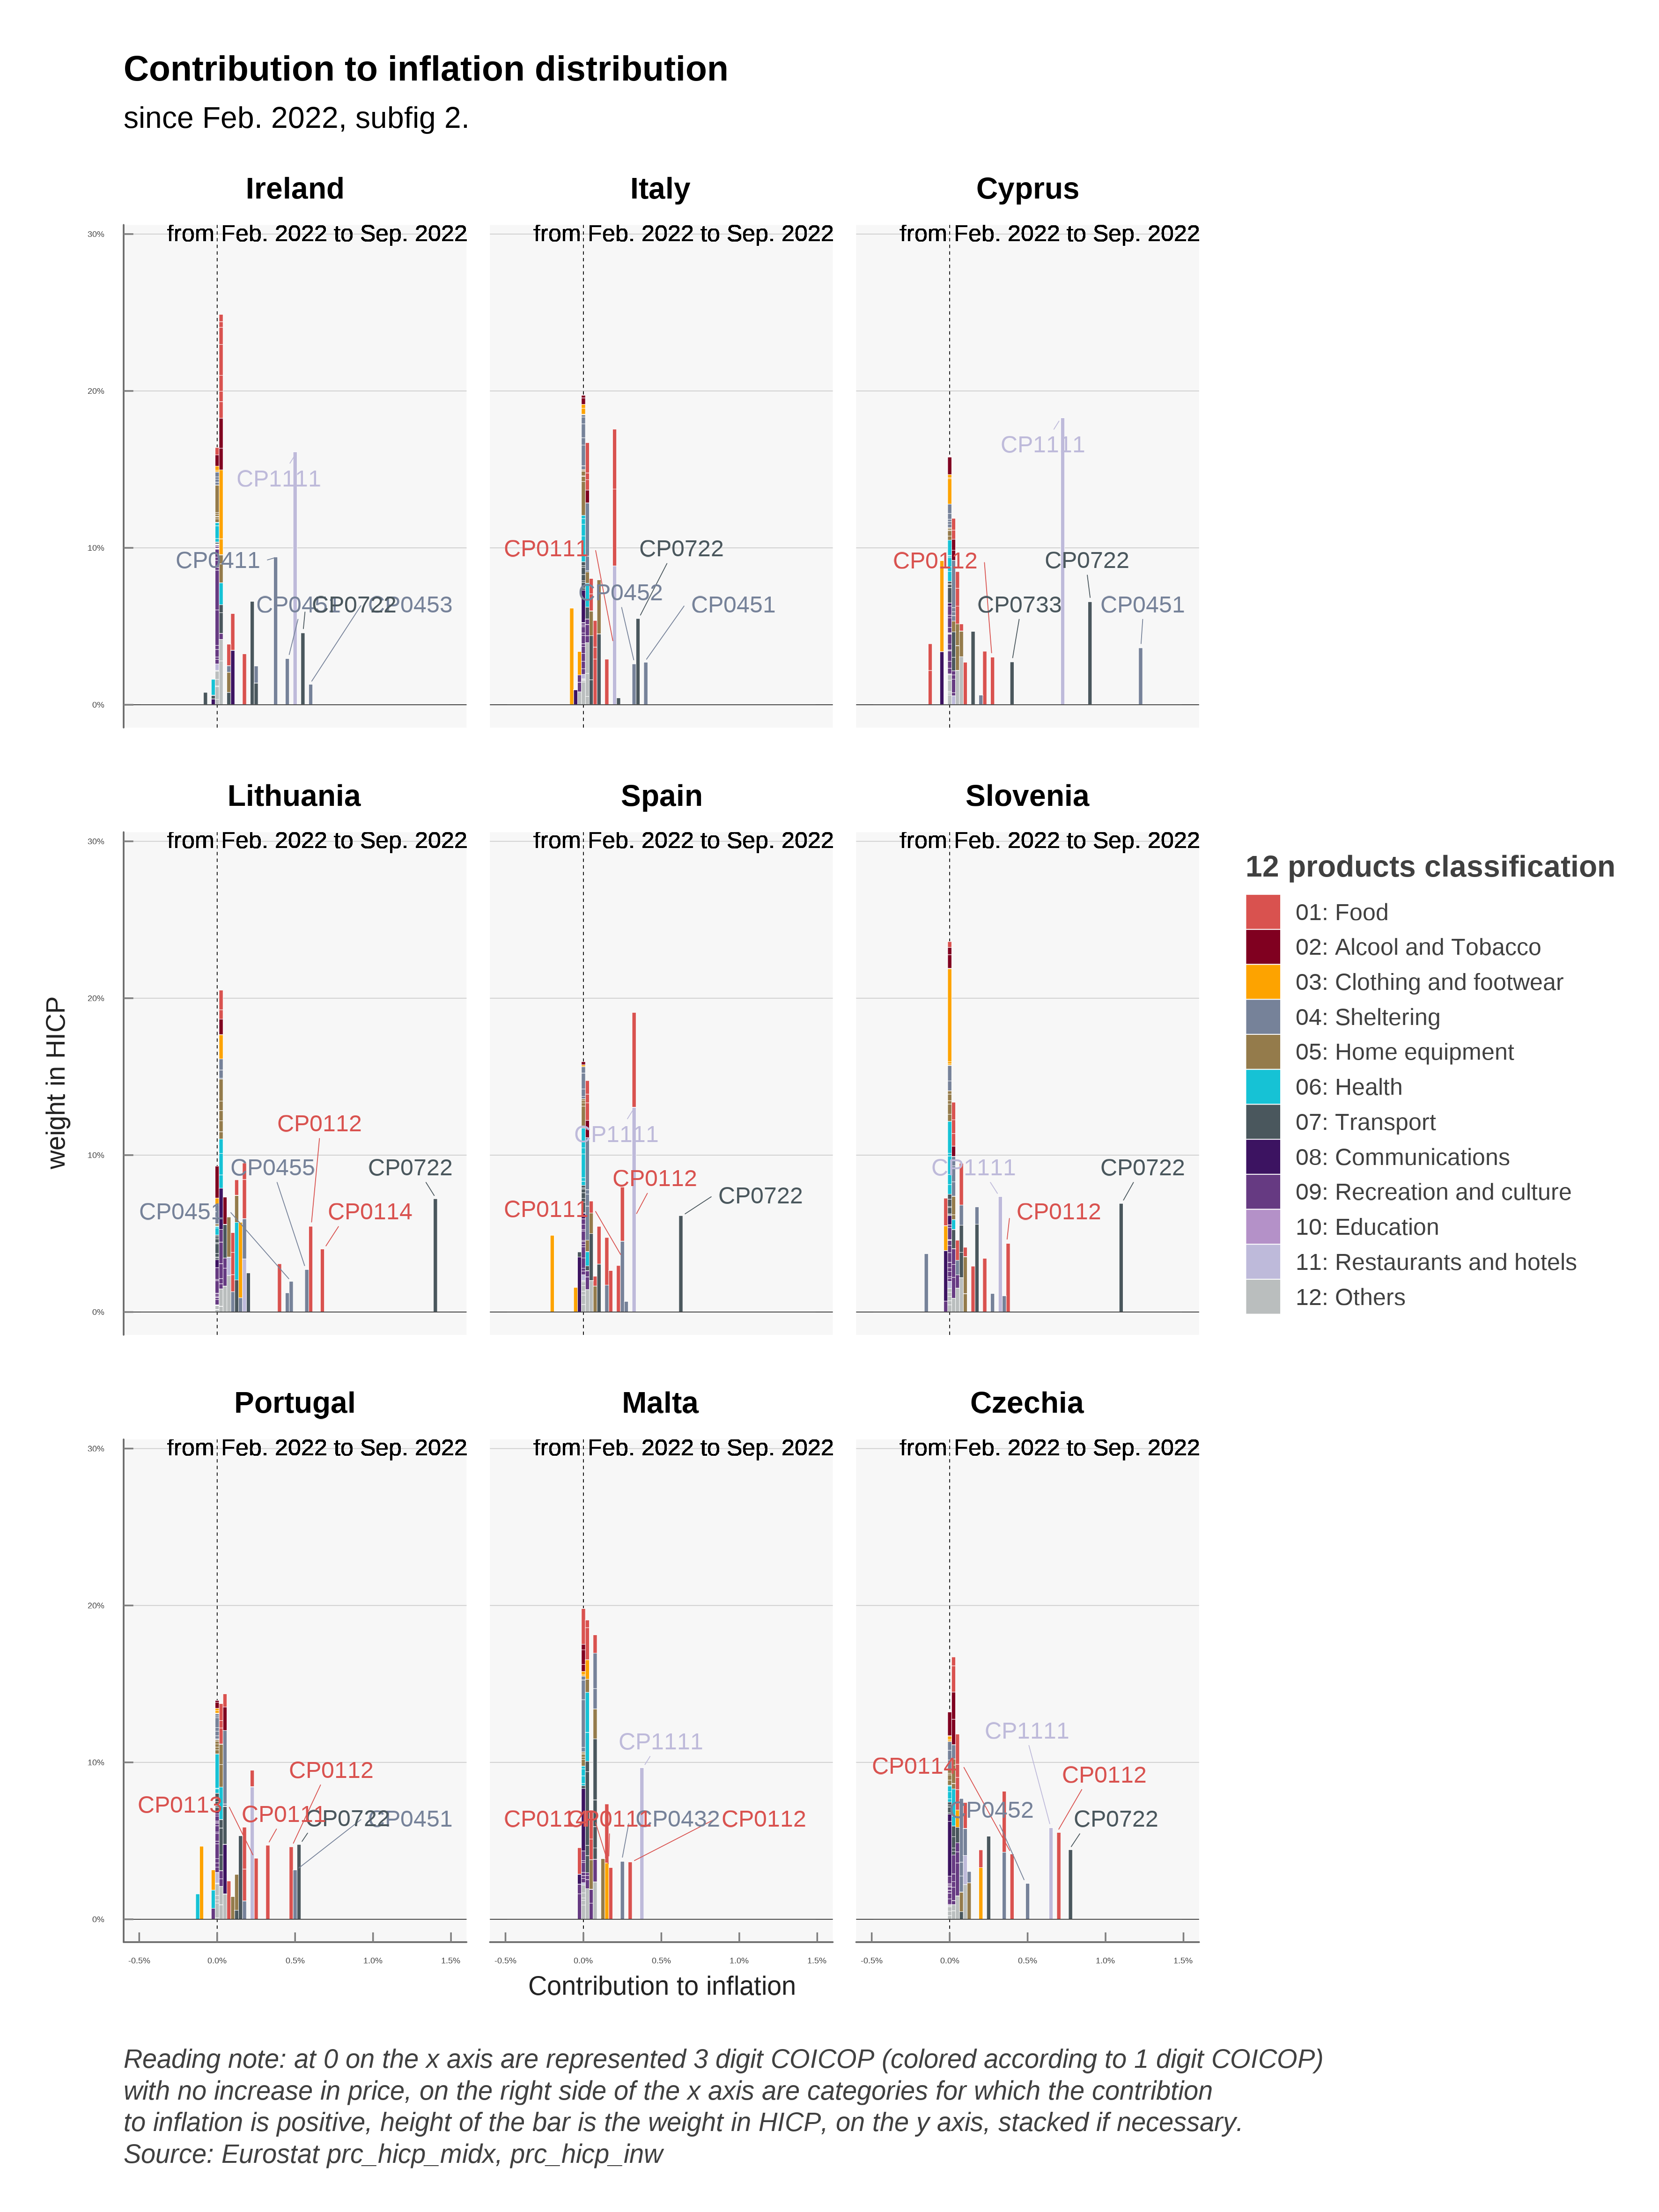 Contribution to inflation distribution
since Feb. 2022, subfig 2.
Ireland
Italy
Cyprus
30%
from Feb. 2022 to Sep. 2022
from Feb. 2022 to Sep. 2022
from Feb. 2022 to Sep. 2022
20%
CP1111
CP1111
10%
CP0411
CP0111
CP0722
CP0112
CP0722
CP0451
CP0722
CP0453
CP0452
CP0451
CP0733
CP0451
0%
Lithuania
Spain
Slovenia
30%
from Feb. 2022 to Sep. 2022
from Feb. 2022 to Sep. 2022
from Feb. 2022 to Sep. 2022
20%
CP0112
CP1111
10%
CP0455
CP0722
CP0112
CP1111
CP0722
CP0451
CP0114
CP0111
CP0722
CP0112
0%
weight in HICP
12 products classification
01: Food
02: Alcool and Tobacco
03: Clothing and footwear
04: Sheltering
05: Home equipment
06: Health
07: Transport
08: Communications
09: Recreation and culture
10: Education
11: Restaurants and hotels
12: Others
Portugal
Malta
Czechia
30%
from Feb. 2022 to Sep. 2022
from Feb. 2022 to Sep. 2022
from Feb. 2022 to Sep. 2022
20%
CP1111
CP1111
10%
CP0112
CP0114
CP0112
CP0113
CP0111
CP0722
CP0451
CP0114
CP0111
CP0432
CP0112
CP0452
CP0722
0%
-0.5% 0.0% 0.5% 1.0% 1.5%
-0.5% 0.0% 0.5% 1.0% 1.5%
-0.5% 0.0% 0.5% 1.0% 1.5%
Contribution to inflation
Reading note: at 0 on the x axis are represented 3 digit COICOP (colored according to 1 digit COICOP)
with no increase in price, on the right side of the x axis are categories for which the contribtion
to inflation is positive, height of the bar is the weight in HICP, on the y axis, stacked if necessary.
Source: Eurostat prc_hicp_midx, prc_hicp_inw